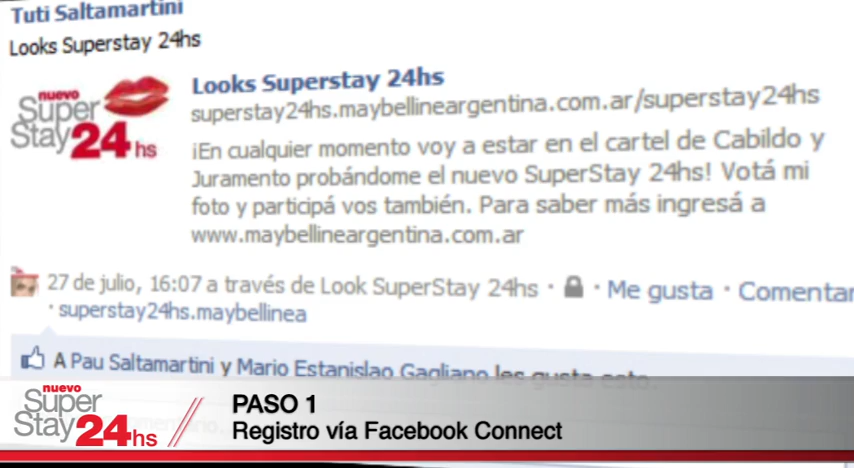 Tuti Saltamartini
Looks Superstay 24hs
nuevo
Super
Stay24hs
Looks Superstay 24hs
superstay24hs.maybellineargentina.com.ar/superstay24hs
¡En cualquier momento voy a estar en el cartel de Cabildo y
Juramento probándome el nuevo SuperStay 24hs! Votá mi
foto y participá vos también. Para saber más ingresá a
www.maybellineargentina.com.ar
27 de julio, 16:07 a través de Look SuperStay 24hs · · Me gusta · Comentar
· superstay24hs.maybellinea
A Pau Saltamartini y Mario Estanislao Gagliano les gusta esto.
nuevo
Super
Stay24hs
PASO 1
Registro vía Facebook Connect